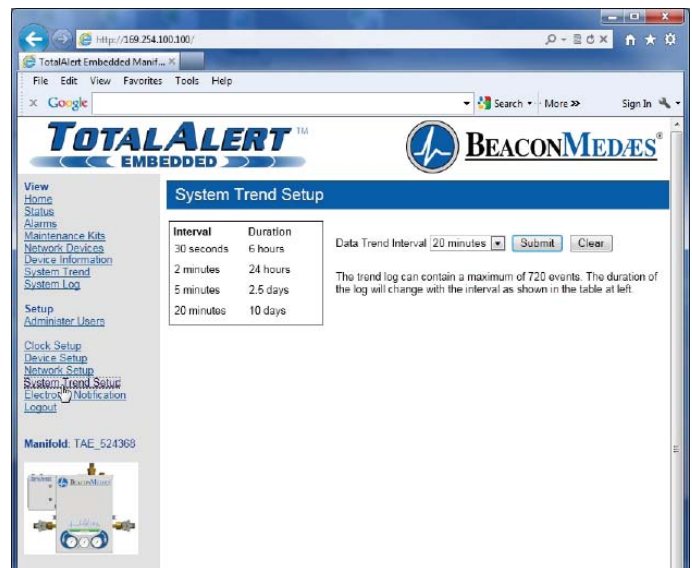 http://169.254.100.100/
TotalAlert Embedded Manif...
File Edit View Favorites Tools Help
Google
Search
More >>
Sign In
TOTALALERT TM
EMBEDDED
BEACONMEDÆS®
View
Home
Status
Alarms
Maintenance Kits
Network Devices
Device Information
System Trend
System Log
Setup
Administer Users
Clock Setup
Device Setup
Network Setup
System Trend Setup
Notification
Logout
Manifold: TAE_524368
BEACONMEDÆS
System Trend Setup
Interval Duration
30 seconds 6 hours
2 minutes 24 hours
5 minutes 2.5 days
20 minutes 10 days
Data Trend Interval 20 minutes Submit Clear
The trend log can contain a maximum of 720 events. The duration of
the log will change with the interval as shown in the table at left.